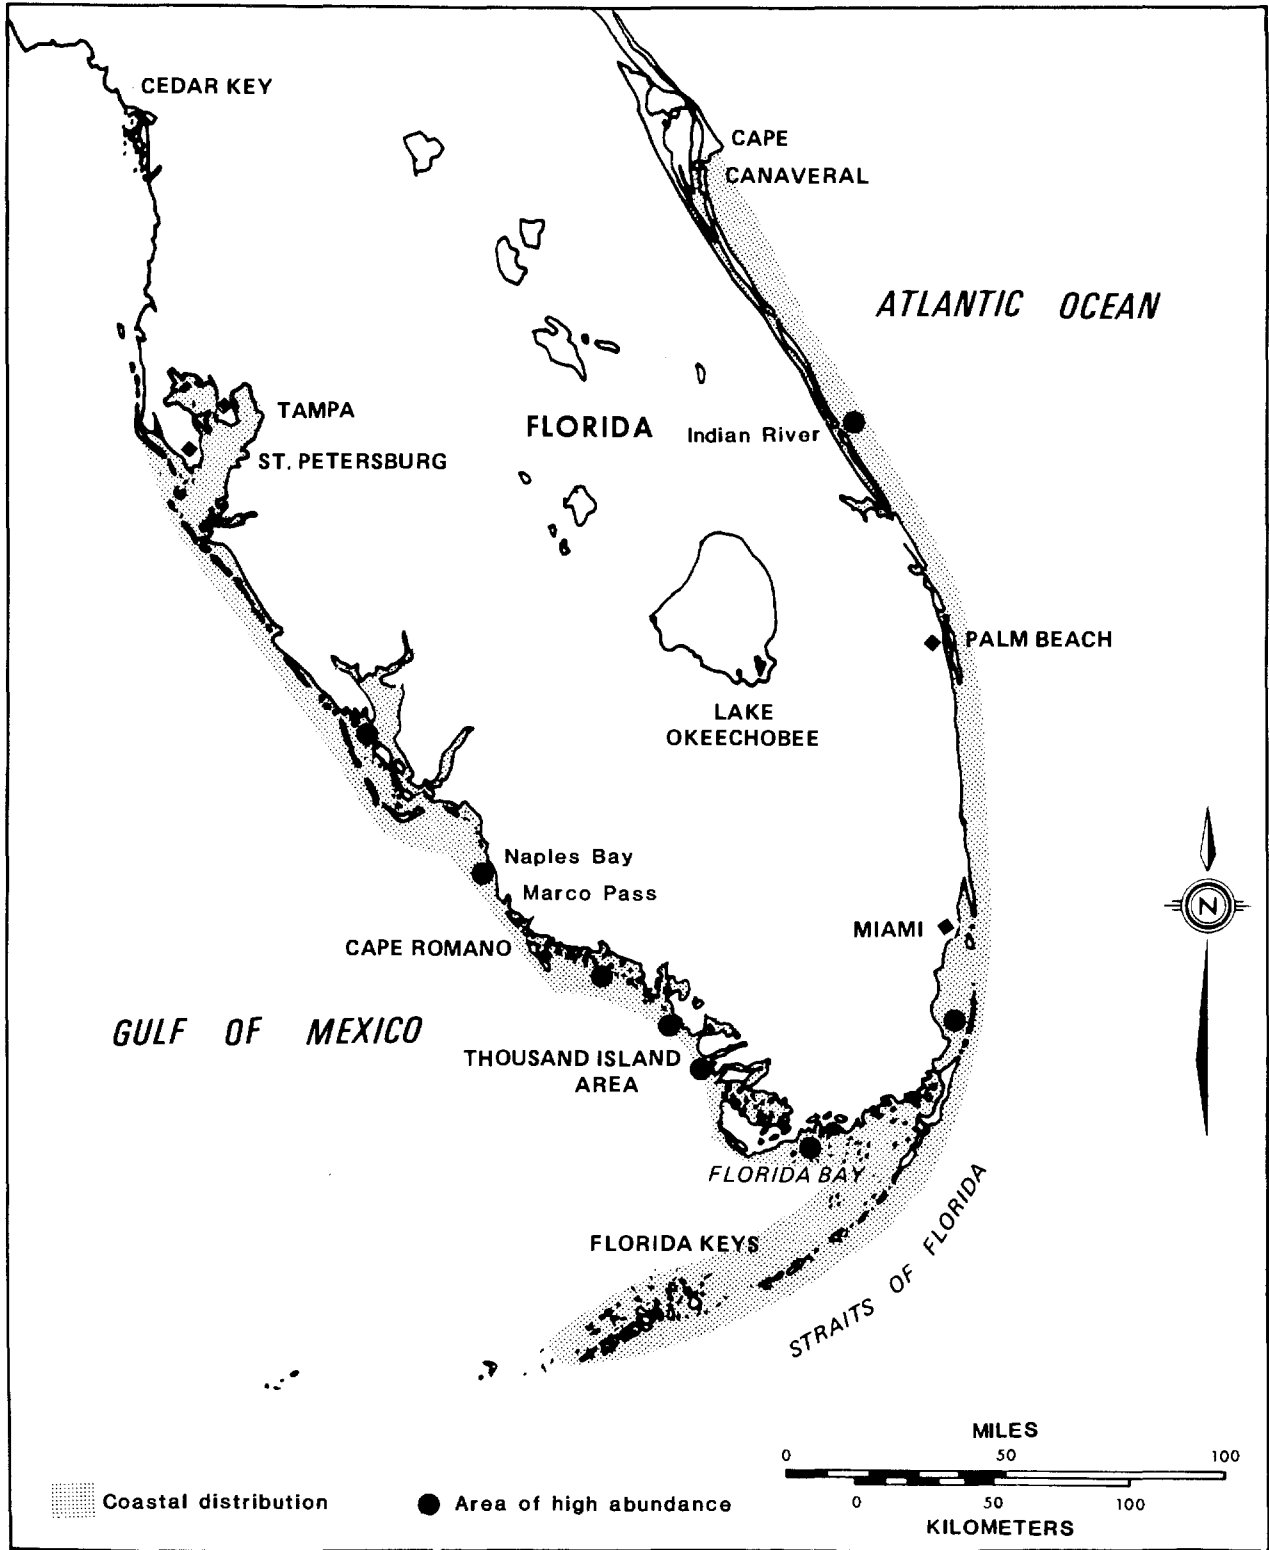 CEDAR KEY
CAPE
CANAVERAL
ATLANTIC OCEAN
TAMPA
FLORIDA
Indian River
ST. PETERSBURG
PALM BEACH
LAKE
OKEECHOBEE
Naples Bay
Marco Pass
N
MIAMI
CAPE ROMANO
GULF OF MEXICO
THOUSAND ISLAND
AREA
FLORIDA BAY
FLORIDA KEYS
STRAITS OF FLORIDA
MILES
0 50 100
Coastal distribution
Area of high abundance
0 50 100
KILOMETERS